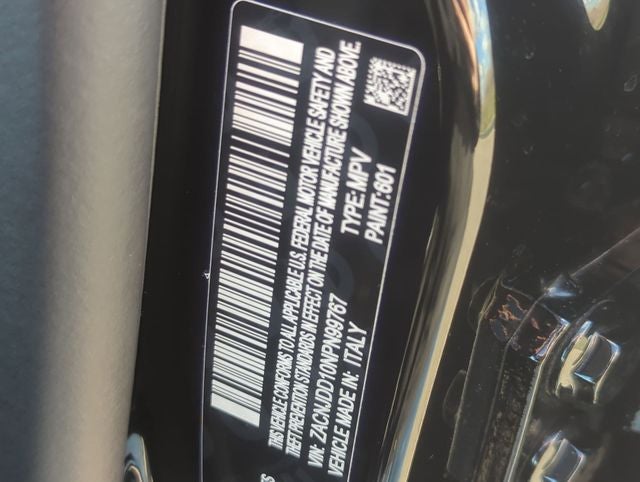 THIS VEHICLE CONFORMS TO ALL APPLICABLE U.S. FEDERAL MOTOR VEHICLE SAFETY AND
THEFT PREVENTION STANDARDS IN EFFECT ON THE DATE OF MANUFACTURE SHOWN ABOVE.
VIN: ZACNJDD10NPN99767 TYPE: MPV
VEHICLE MADE IN: ITALY PAINT:601